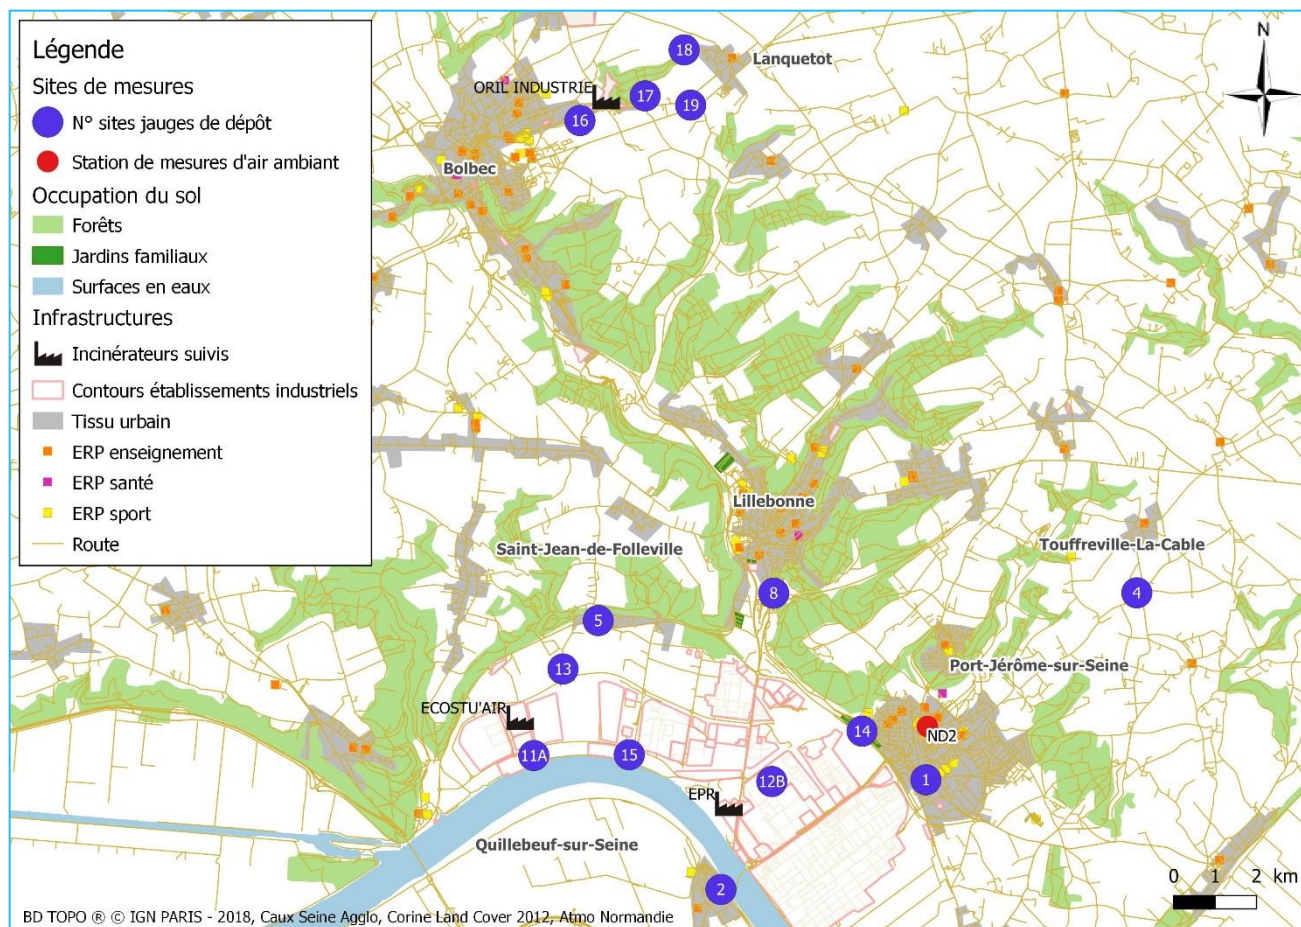 Légende
Sites de mesures
N° sites jauges de dépôt
Station de mesures d'air ambiant
Occupation du sol
Forêts
Jardins familiaux
Surfaces en eaux
Infrastructures
Incinérateurs suivis
Contours établissements industriels
Tissu urbain
ERP enseignement
ERP santé
ERP sport
Route
N
18
Lanquetot
ORIL INDUSTRIE
17
19
16
Bolbec
Lillebonne
Saint-Jean-de-Folleville
Touffreville-La-Cable
8
4
5
13
Port-Jérôme-sur-Seine
ECOSTU'AIR
14
ND2
11A
15
12B
1
EPR
Quillebeuf-sur-Seine
2
0 1 2 km
BD TOPO ® © IGN PARIS - 2018, Caux Seine Agglo, Corine Land Cover 2012, Atmo Normandie